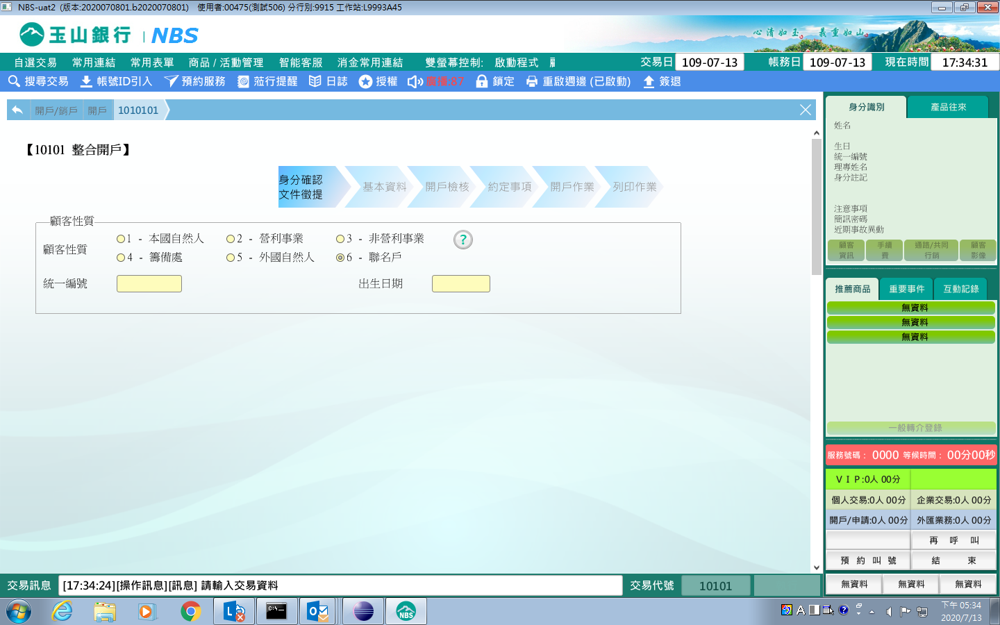 NBS-uat2 (版本:2020070801.b2020070801) 使用者:00475(測試506) 分行別:9915 工作站:L9993A45
玉山銀行 | NBS
心清如玉 義重如山
自選交易 常用連結 常用表單 商品 / 活動管理 智能客服 消金常用連結 雙螢幕控制: 啟動程式
交易日 109-07-13 帳務日 109-07-13 現在時間 17:34:31
搜尋交易 帳號ID引入 預約服務 蒞行提醒 日誌 授權 音量:67 鎖定 重啟週邊 (已啟動) 簽退
開戶/銷戶 開戶 1010101
【10101 整合開戶】
身分確認
文件徵提
基本資料 開戶檢核 約定事項 開戶作業 列印作業
顧客性質
顧客性質
1 - 本國自然人 2 - 營利事業 3 - 非營利事業 ?
4 - 籌備處 5 - 外國自然人 6 - 聯名戶
統一編號 出生日期
身分識別 產品往來
姓名
生日
統一編號
理專姓名
身分註記
注意事項
簡訊密碼
近期事故異動
顧客資訊 手續費 通路/共同行銷 顧客影像
推薦商品 重要事件 互動記錄
無資料
無資料
無資料
一般轉介登錄
服務號碼： 0000 等候時間： 00分00秒
ＶＩＰ:0人 00分
個人交易:0人 00分 企業交易:0人 00分
開戶/申請:0人 00分 外匯業務:0人 00分
再 呼 叫
預 約 叫 號 結 束
無資料 無資料 無資料
交易訊息 [17:34:24][操作訊息][訊息] 請輸入交易資料 交易代號 10101
NBS
下午 05:34
2020/7/13